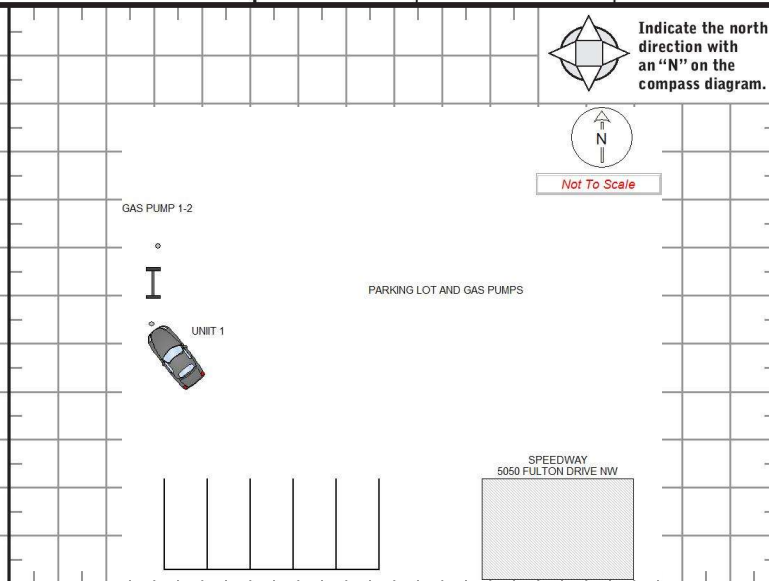 Indicate the north
direction with
an “N” on the
compass diagram.
N
Not To Scale
GAS PUMP 1-2
PARKING LOT AND GAS PUMPS
UNIIT 1
SPEEDWAY
5050 FULTON DRIVE NW